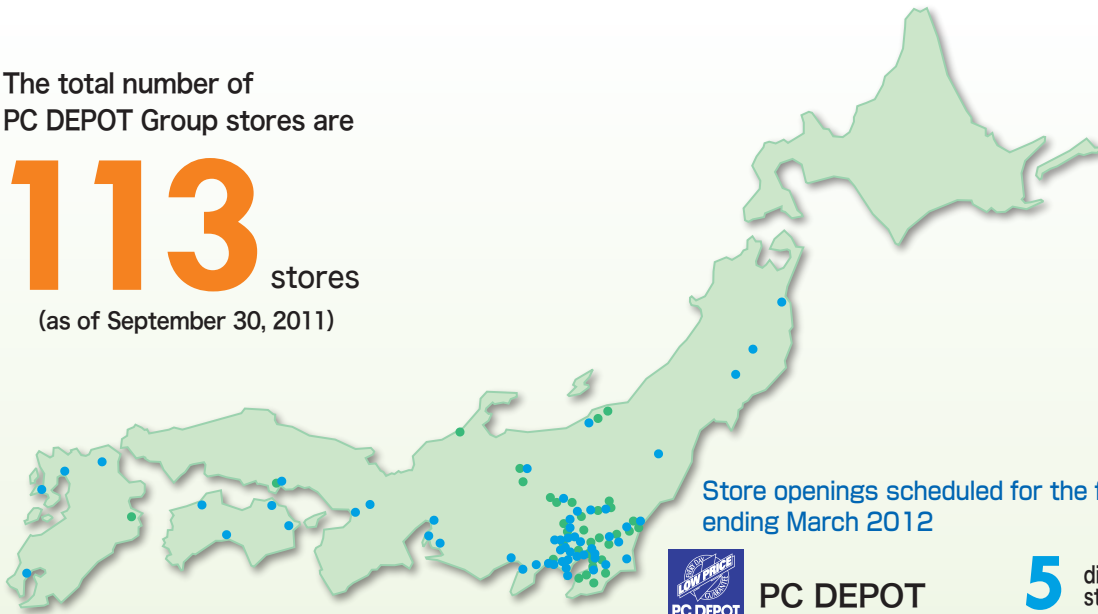 The total number of
PC DEPOT Group stores are
113 stores
(as of September 30, 2011)
Store openings scheduled for the
ending March 2012
LOW PRICE
GUARANTEE
PC DEPOT
PC DEPOT
5